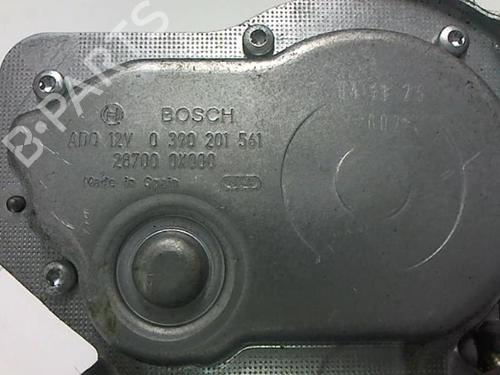 B-PARTS
BOSCH
ADO 12V 0 390 201 561
28700 0X000
Made in Spain